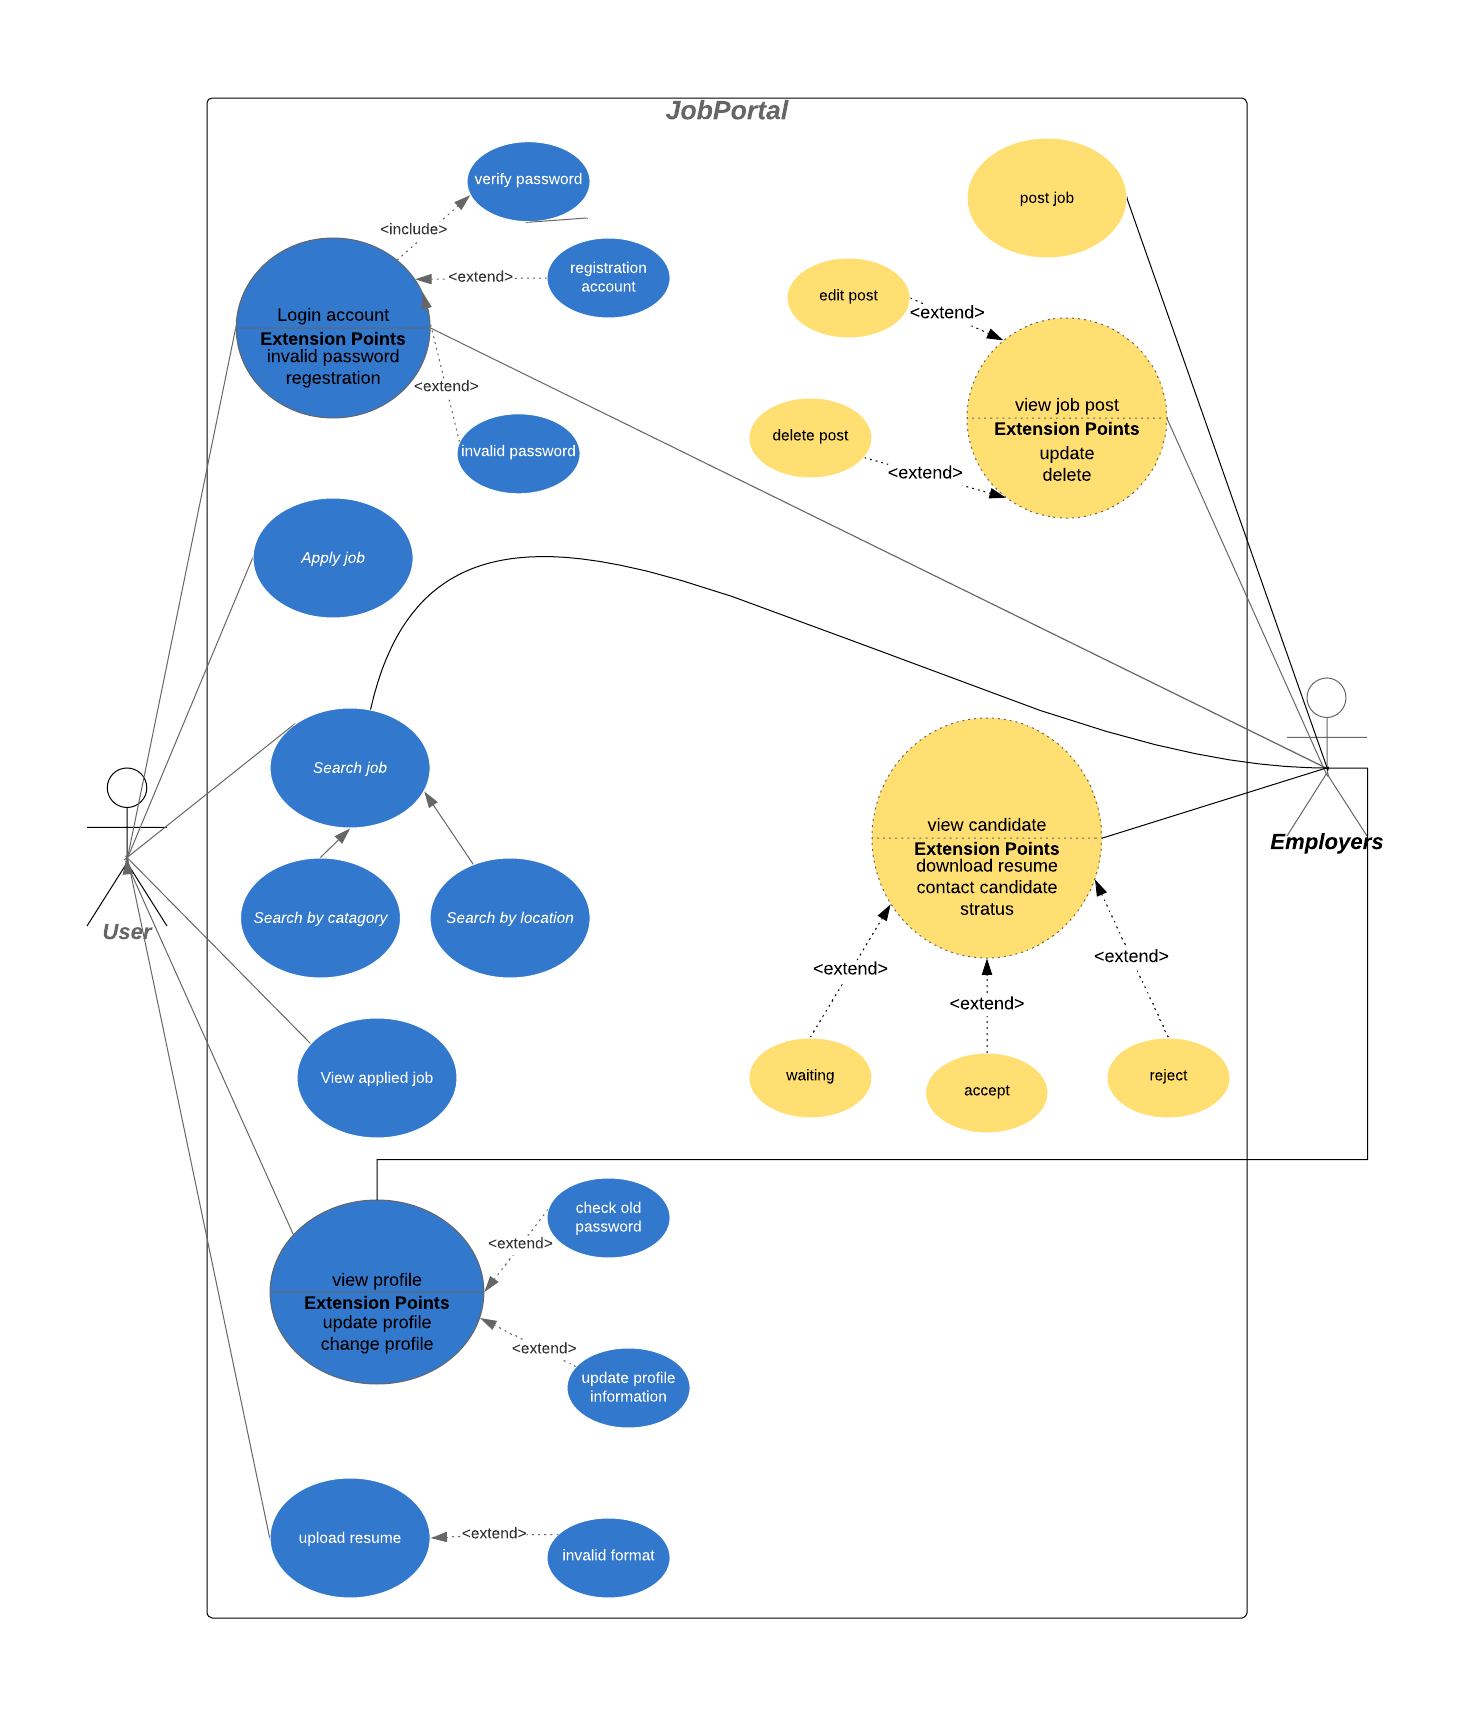 JobPortal
verify password
<include>
registration
account
<extend>
Login account
Extension Points
invalid password
regestration
<extend>
invalid password
post job
edit post
<extend>
view job post
Extension Points
update
delete
delete post
<extend>
Apply job
Search job
Search by catagory
Search by location
User
Employers
view candidate
Extension Points
download resume
contact candidate
stratus
<extend>
<extend>
<extend>
waiting
accept
reject
View applied job
check old
password
<extend>
view profile
Extension Points
update profile
change profile
<extend>
update profile
information
upload resume
<extend>
invalid format